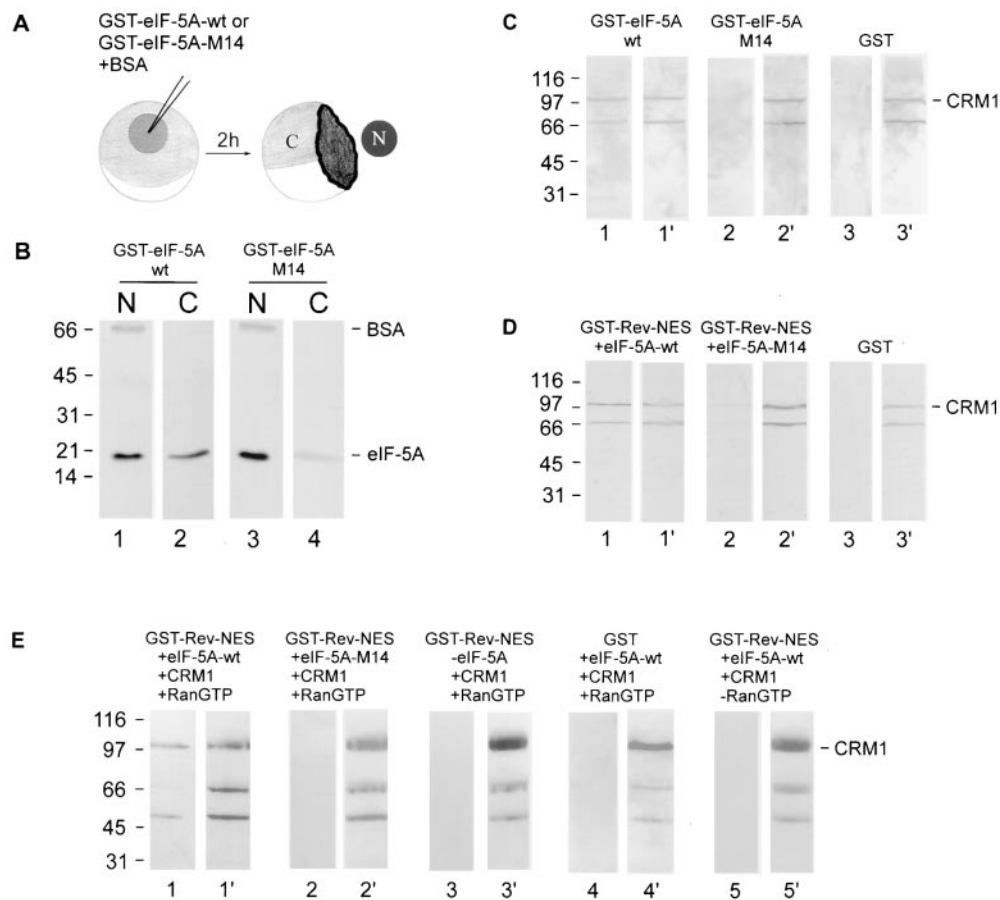 A
GST-eIF-5A-wt or
GST-eIF-5A-M14
+BSA
2h
C
N
B
GST-eIF-5A
wt
GST-eIF-5A
M14
N
C
N
C
66
45
31
21
14
BSA
eIF-5A
1
2
3
4
C
GST-eIF-5A
wt
GST-eIF-5A
M14
GST
116
97
66
45
31
CRM1
1
1'
2
2'
3
3'
D
GST-Rev-NES
+eIF-5A-wt
GST-Rev-NES
+eIF-5A-M14
GST
116
97
66
45
31
CRM1
1
1'
2
2'
3
3'
E
GST-Rev-NES
+eIF-5A-wt
+CRM1
+RanGTP
GST-Rev-NES
+eIF-5A-M14
+CRM1
+RanGTP
GST-Rev-NES
-eIF-5A
+CRM1
+RanGTP
GST
+eIF-5A-wt
+CRM1
+RanGTP
GST-Rev-NES
+eIF-5A-wt
+CRM1
-RanGTP
116
97
66
45
31
CRM1
1
1'
2
2'
3
3'
4
4'
5
5'